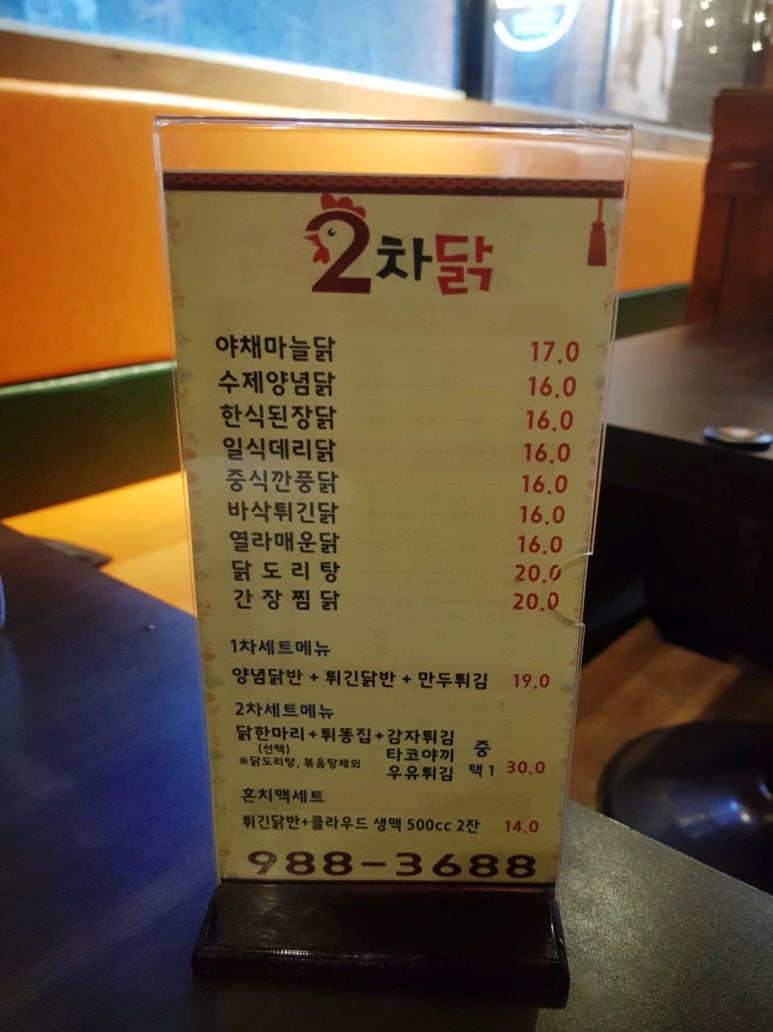 2차닭
야채마늘닭 17.0
수제양념닭 16.0
한식된장닭 16.0
일식데리닭 16.0
중식깐풍닭 16.0
바삭튀긴닭 16.0
열라매운닭 16.0
닭도리탕 20.0
간장찜닭 20.0
1차세트메뉴
양념닭반 + 튀긴닭반 + 만두튀김 19.0
2차세트메뉴
닭한마리+튀똥집+감자튀김
(선택) 타코야끼 중
※닭도리탕, 볶음탕제외 우유튀김 택1 30.0
혼치맥세트
튀긴닭반+클라우드 생맥 500cc 2잔 14.0
988-3688